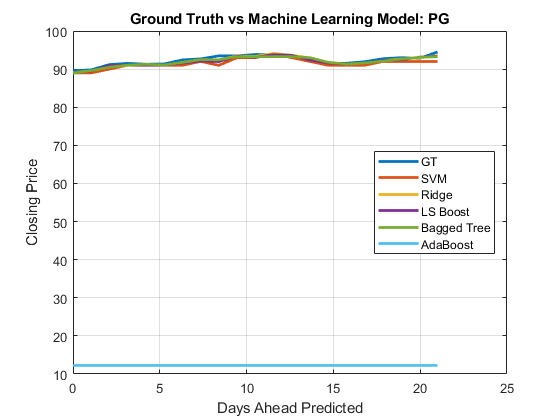 Ground Truth vs Machine Learning Model: PG
Closing Price
100
90
80
70
60
50
40
30
20
10
GT
SVM
Ridge
LS Boost
Bagged Tree
AdaBoost
0 5 10 15 20 25
Days Ahead Predicted